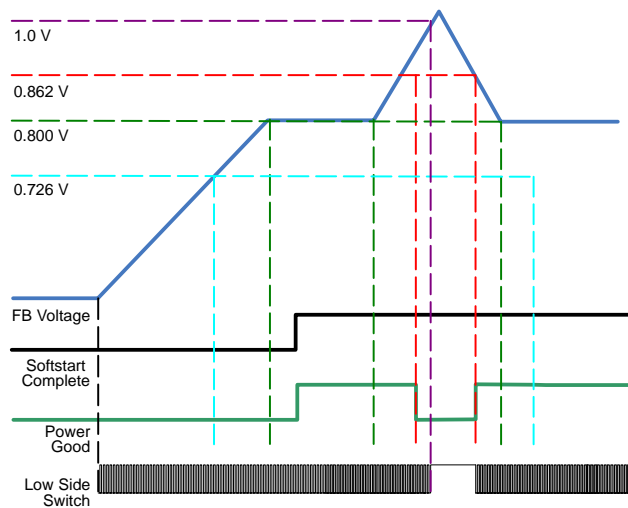 1.0 V
0.862 V
0.800 V
0.726 V
FB Voltage
Softstart
Complete
Power
Good
Low Side
Switch